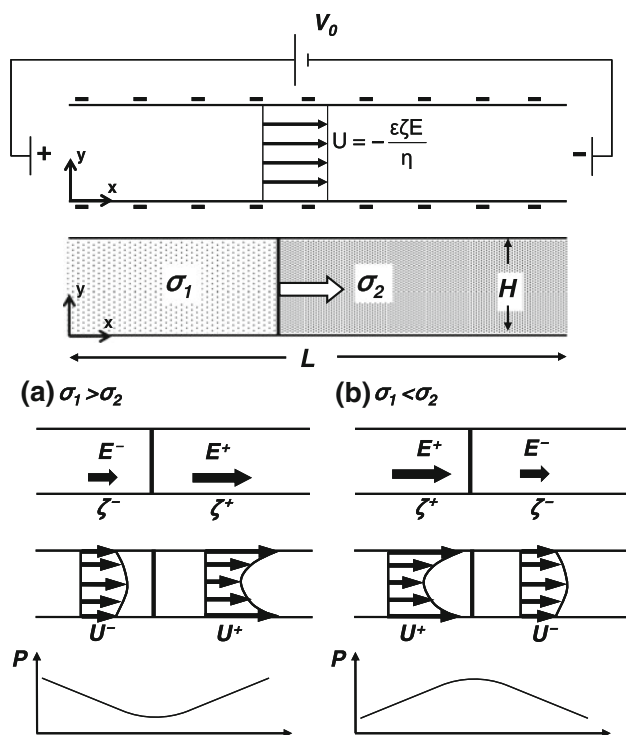 V₀
− − − − − − − −
+ y U = − εζE/η −
x
− − − − − − − −
y σ₁ σ₂ H
x
L
(a) σ₁ >σ₂ (b) σ₁ <σ₂
E⁻ E⁺ E⁺ E⁻
ζ⁻ ζ⁺ ζ⁺ ζ⁻
U⁻ U⁺ U⁺ U⁻
P P